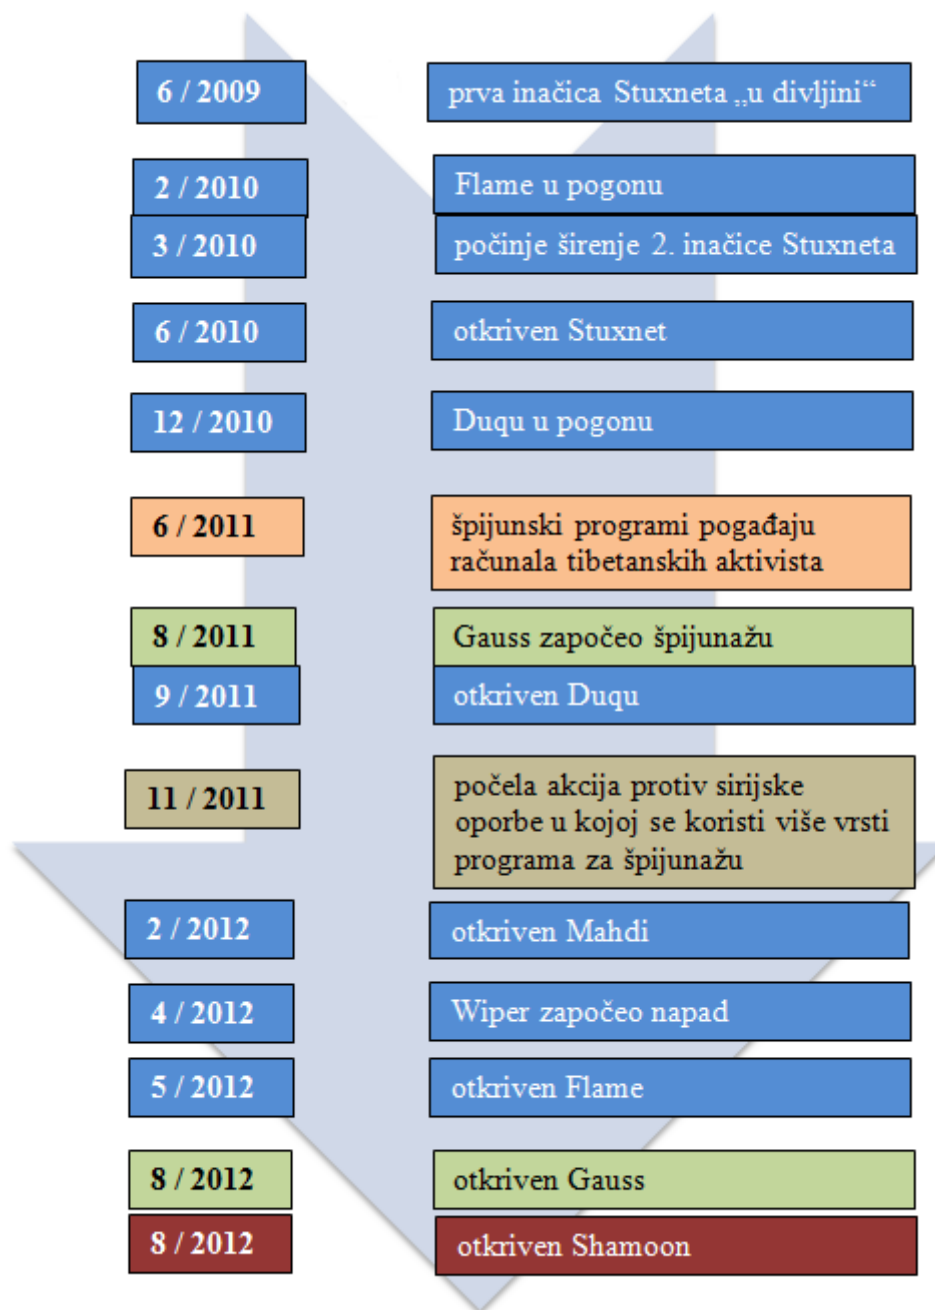 6 / 2009
prva inačica Stuxneta „u divljini“
2 / 2010
Flame u pogonu
3 / 2010
počinje širenje 2. inačice Stuxneta
6 / 2010
otkriven Stuxnet
12 / 2010
Duqu u pogonu
6 / 2011
špijunski programi pogađaju
računala tibetanskih aktivista
8 / 2011
Gauss započeo špijunažu
9 / 2011
otkriven Duqu
11 / 2011
počela akcija protiv sirijske
oporbe u kojoj se koristi više vrsti
programa za špijunažu
2 / 2012
otkriven Mahdi
4 / 2012
Wiper započeo napad
5 / 2012
otkriven Flame
8 / 2012
otkriven Gauss
8 / 2012
otkriven Shamoon